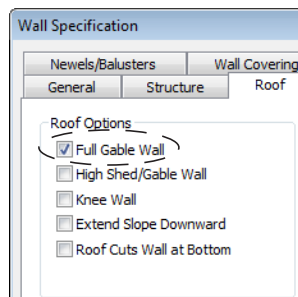 Wall Specification
Newels/Balusters Wall Covering
General Structure Roof
Roof Options
Full Gable Wall
High Shed/Gable Wall
Knee Wall
Extend Slope Downward
Roof Cuts Wall at Bottom